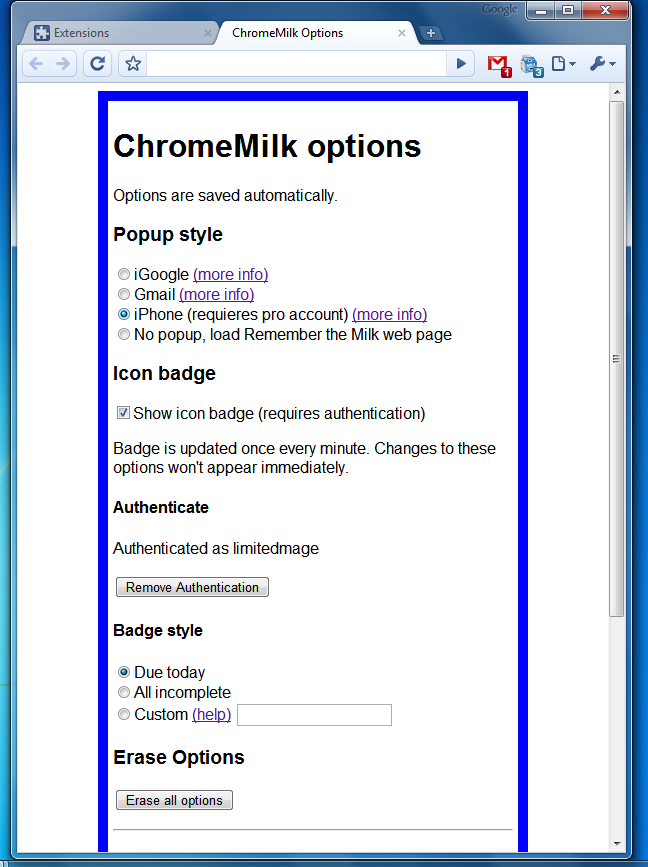 Google
Extensions
ChromeMilk Options
1
3
ChromeMilk options
Options are saved automatically.
Popup style
iGoogle (more info)
Gmail (more info)
iPhone (requieres pro account) (more info)
No popup, load Remember the Milk web page
Icon badge
Show icon badge (requires authentication)
Badge is updated once every minute. Changes to these
options won't appear immediately.
Authenticate
Authenticated as limitedmage
Remove Authentication
Badge style
Due today
All incomplete
Custom (help)
Erase Options
Erase all options